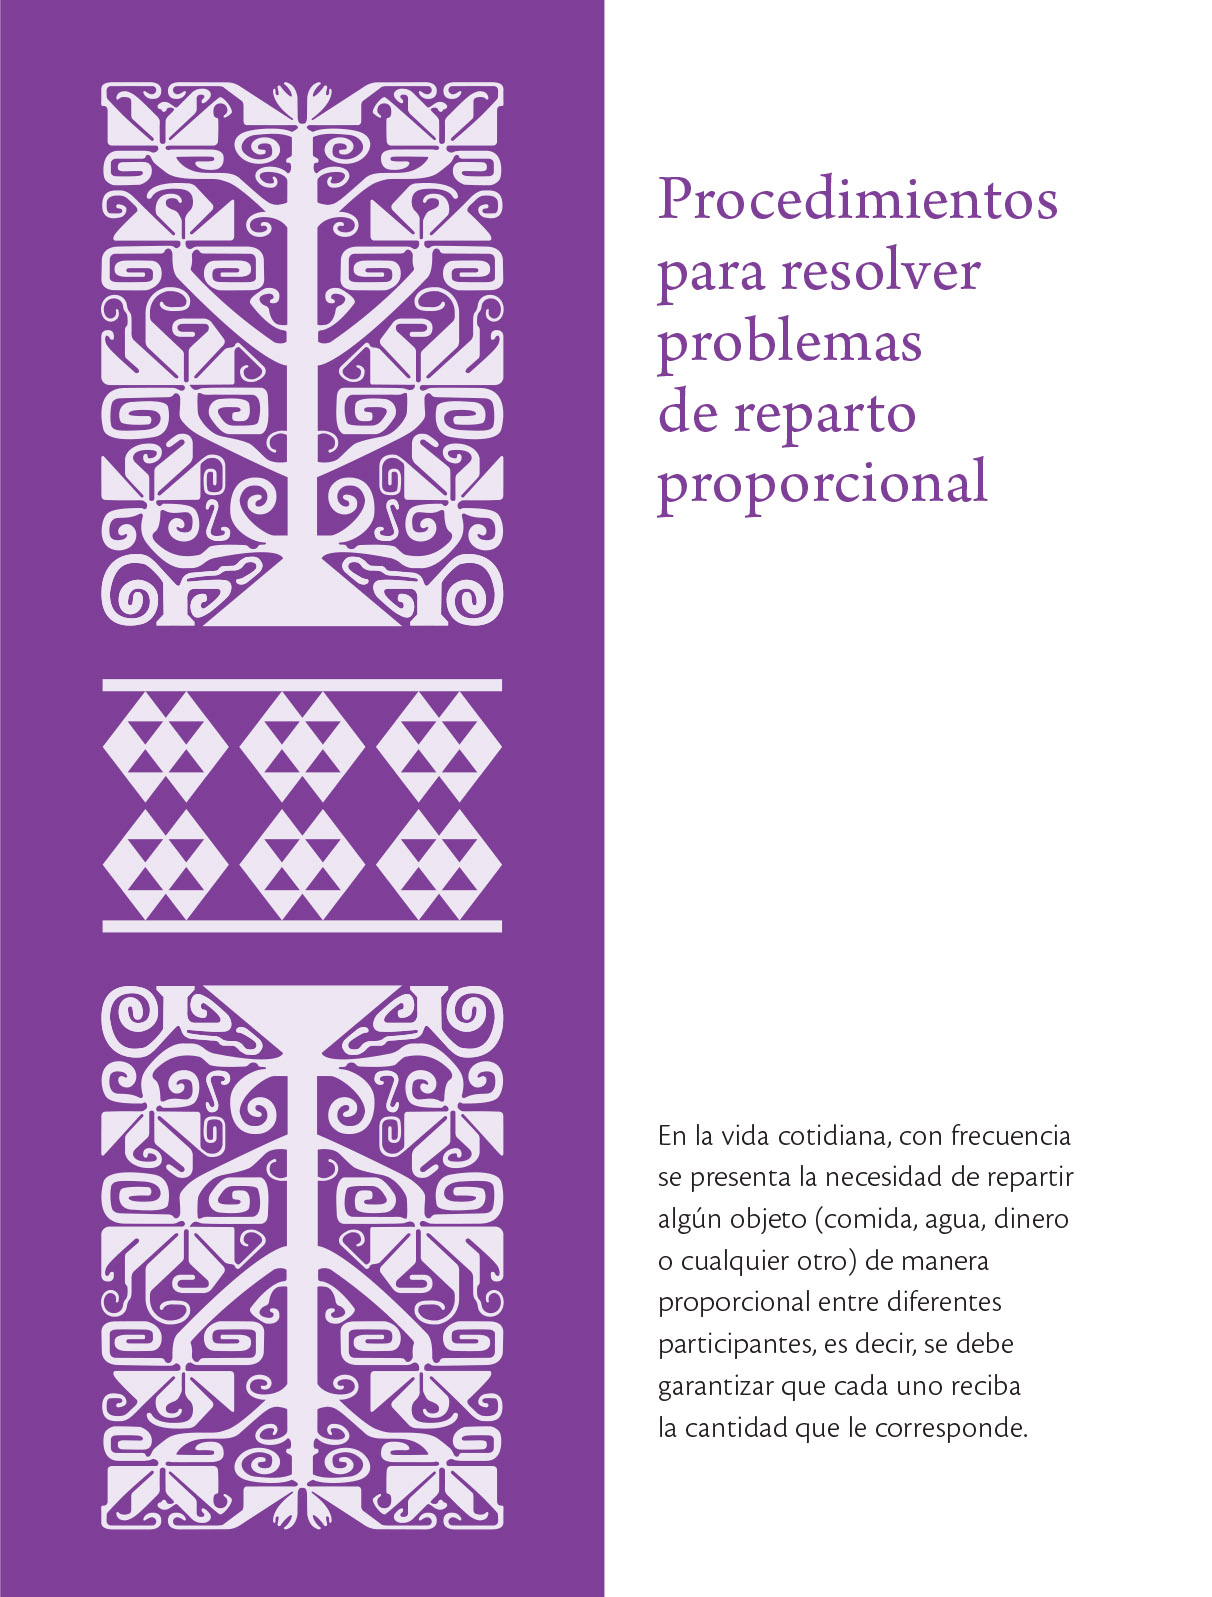 Procedimientos
para resolver
problemas
de reparto
proporcional
En la vida cotidiana, con frecuencia
se presenta la necesidad de repartir
algún objeto (comida, agua, dinero
o cualquier otro) de manera
proporcional entre diferentes
participantes, es decir, se debe
garantizar que cada uno reciba
la cantidad que le corresponde.